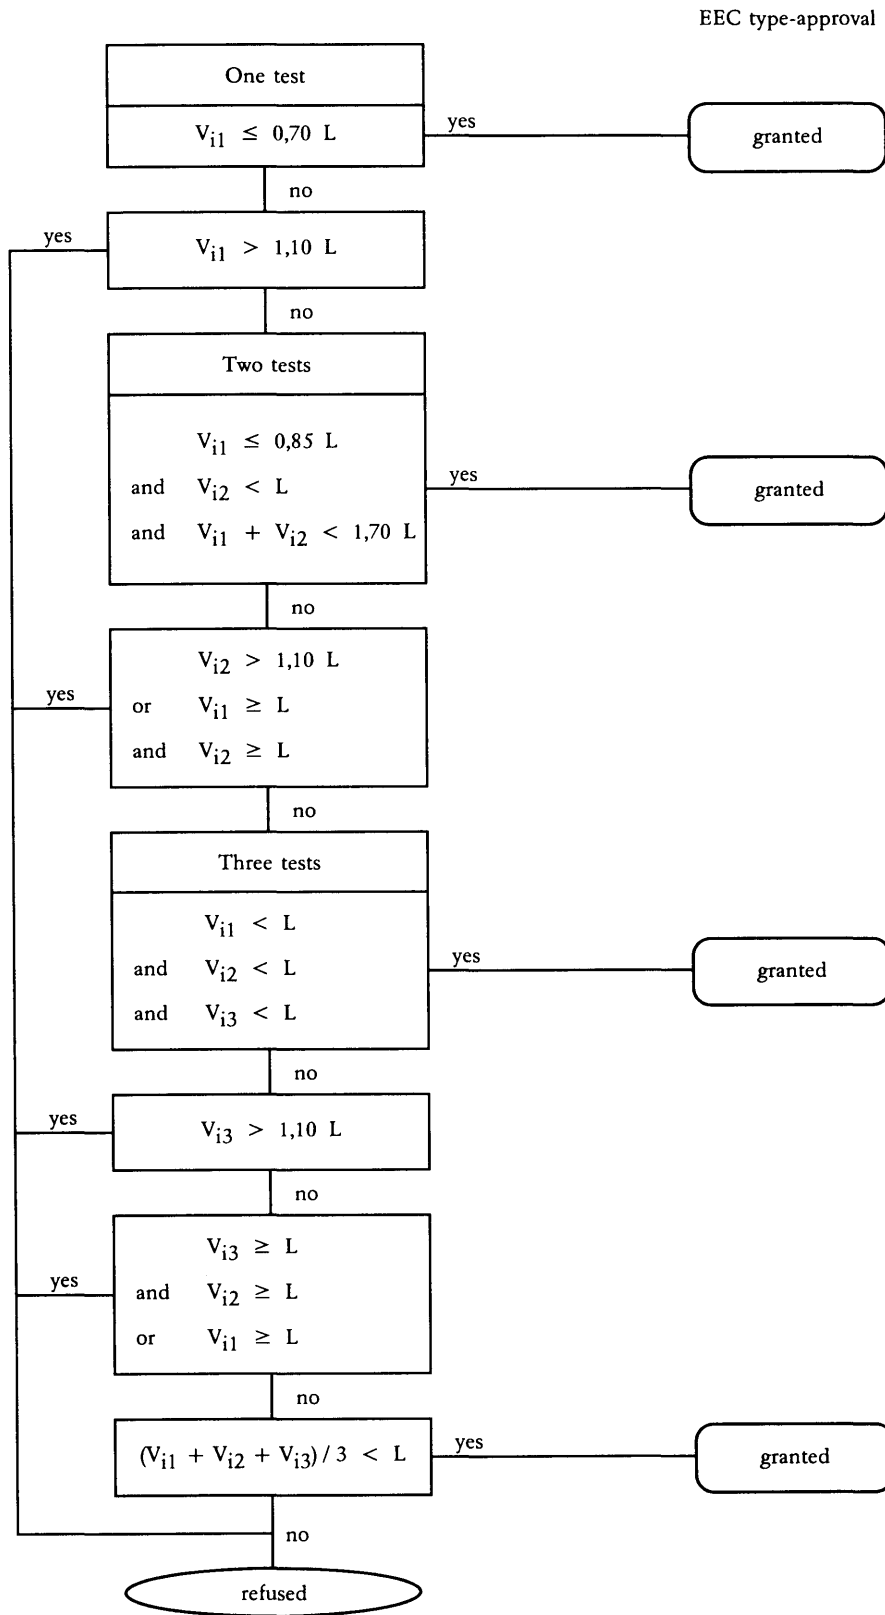 EEC type-approval
One test
V_i1 ≤ 0,70 L
yes
granted
no
yes
V_i1 > 1,10 L
no
Two tests
V_i1 ≤ 0,85 L
and V_i2 < L
and V_i1 + V_i2 < 1,70 L
yes
granted
no
yes
V_i2 > 1,10 L
or V_i1 ≥ L
and V_i2 ≥ L
no
Three tests
V_i1 < L
and V_i2 < L
and V_i3 < L
yes
granted
no
yes
V_i3 > 1,10 L
no
yes
V_i3 ≥ L
and V_i2 ≥ L
or V_i1 ≥ L
no
(V_i1 + V_i2 + V_i3) / 3 < L
yes
granted
no
refused